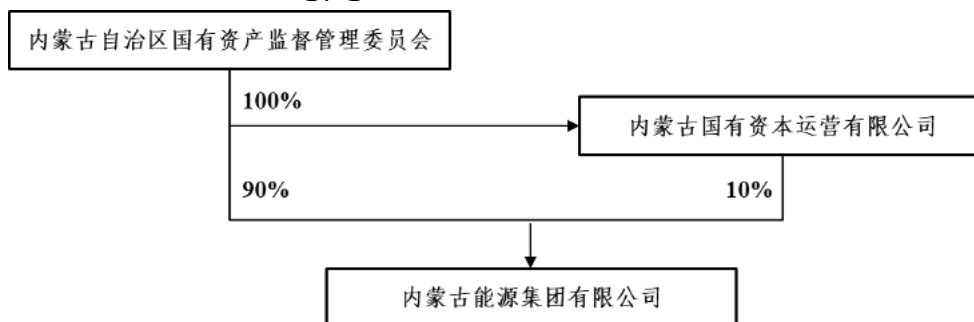 内蒙古自治区国有资产监督管理委员会
100%
内蒙古国有资本运营有限公司
90%
10%
内蒙古能源集团有限公司